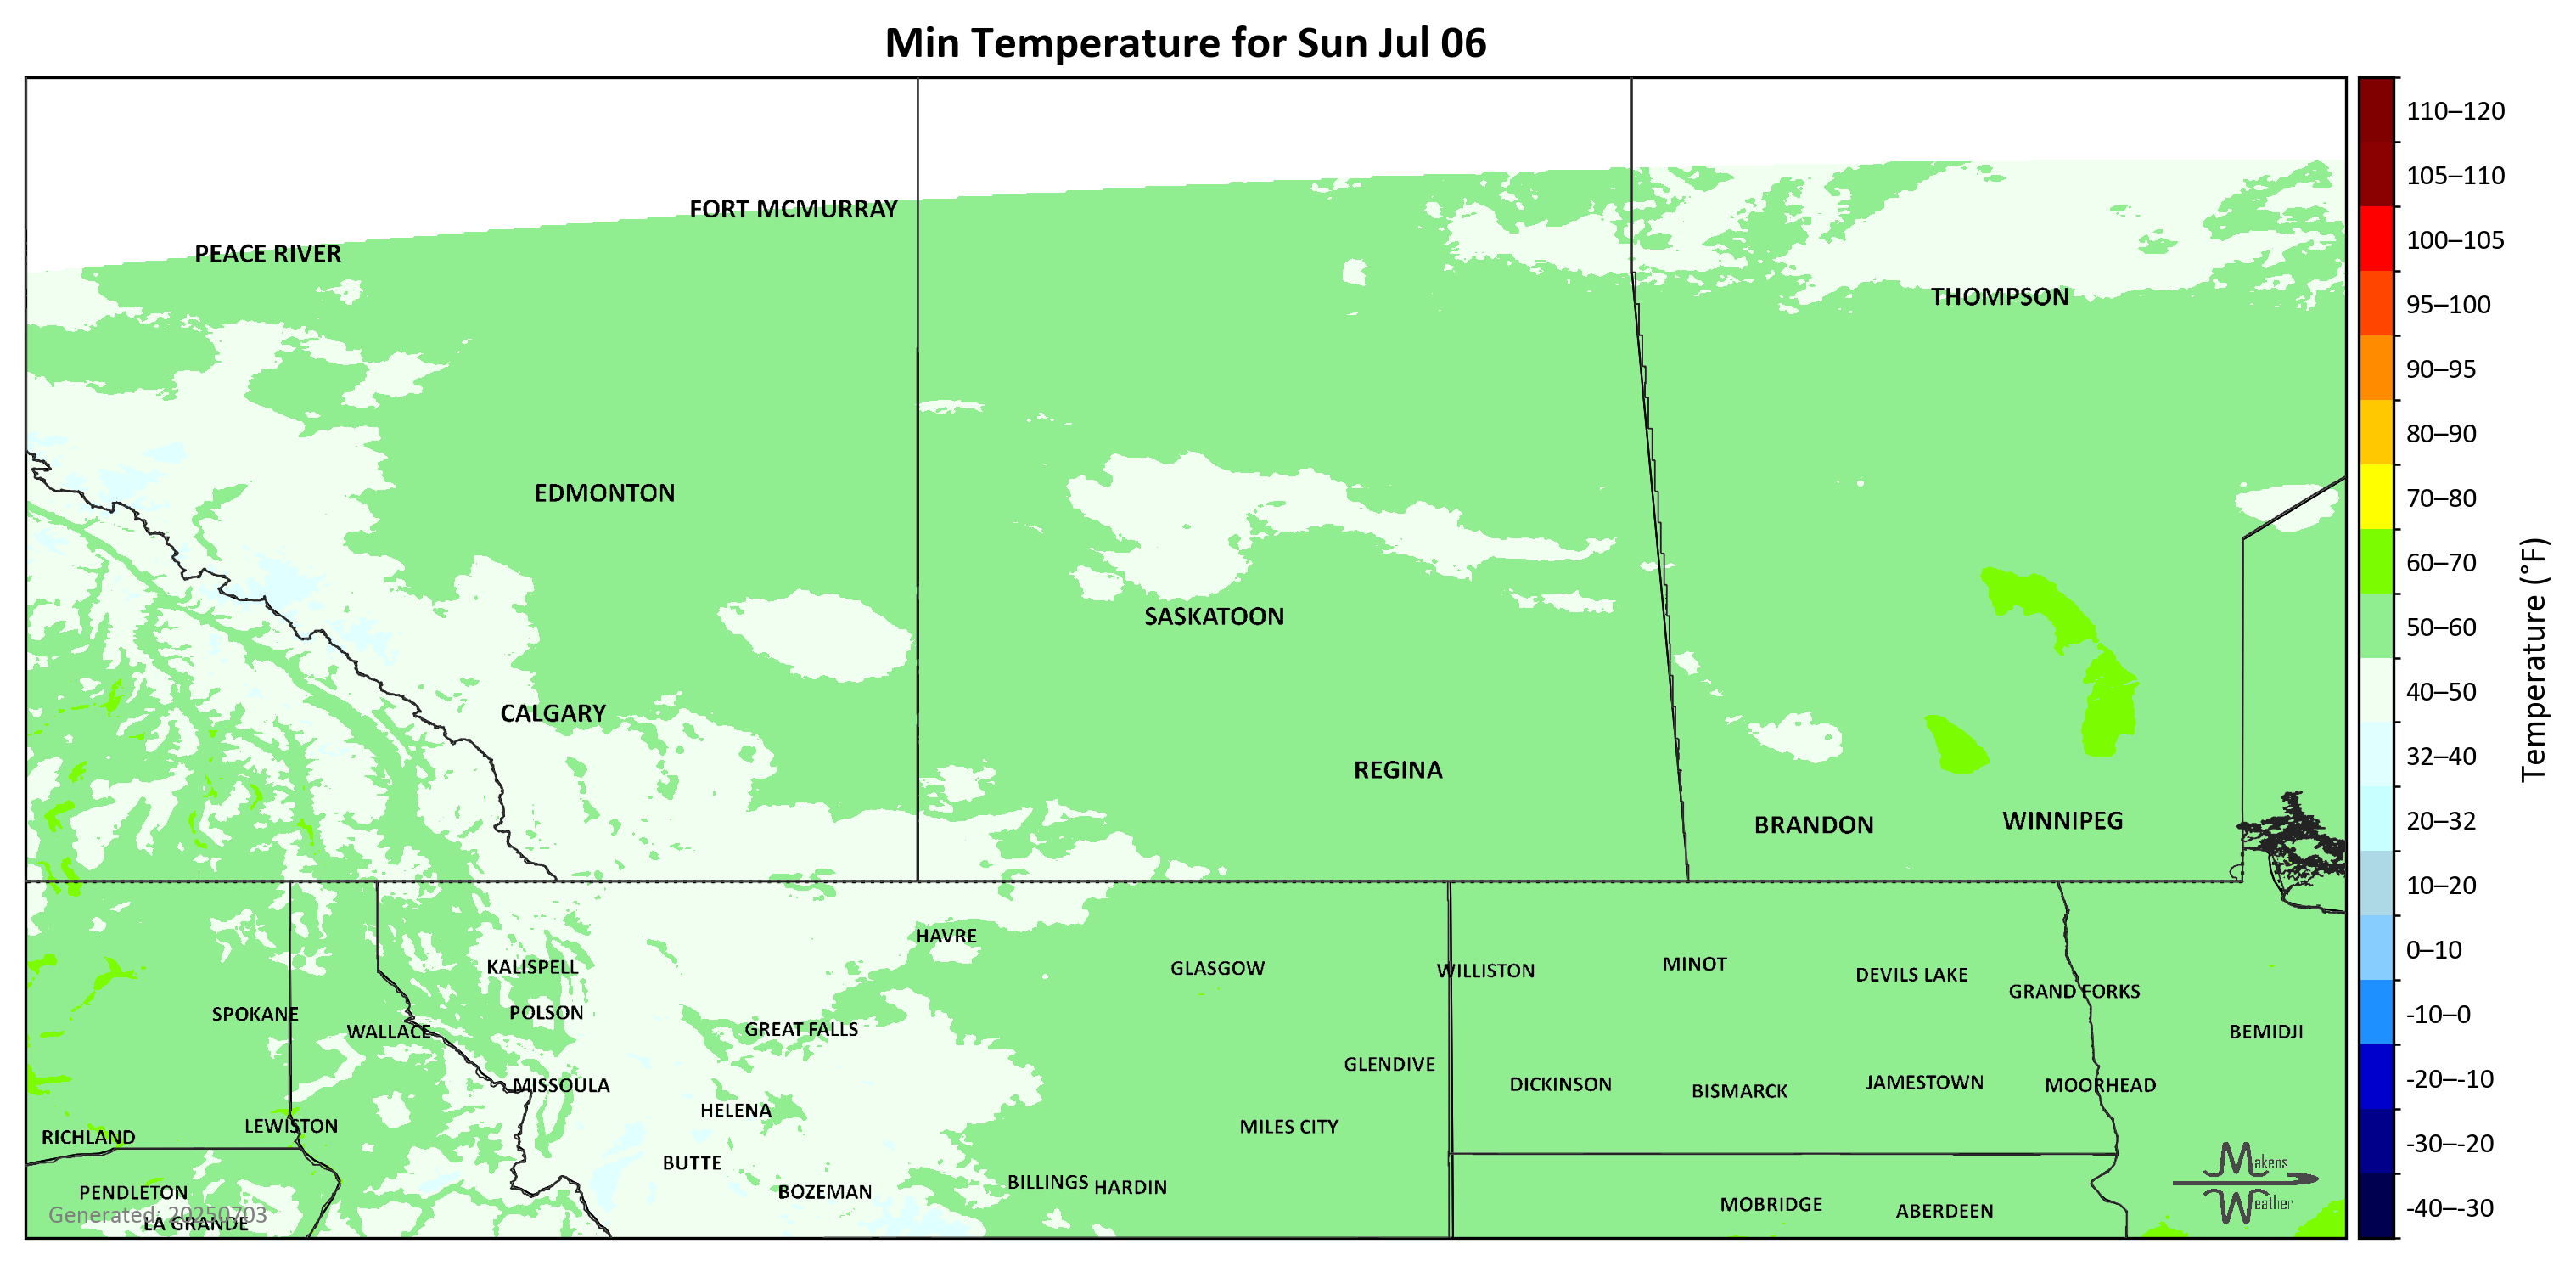 Min Temperature for Sun Jul 06
FORT MCMURRAY
PEACE RIVER
THOMPSON
EDMONTON
SASKATOON
CALGARY
REGINA
BRANDON
WINNIPEG
HAVRE
KALISPELL
GLASGOW
WILLISTON
MINOT
DEVILS LAKE
GRAND FORKS
SPOKANE
POLSON
WALLACE
GREAT FALLS
BEMIDJI
GLENDIVE
MISSOULA
DICKINSON
BISMARCK
JAMESTOWN
MOORHEAD
HELENA
LEWISTON
MILES CITY
RICHLAND
BUTTE
BILLINGS
HARDIN
PENDLETON
BOZEMAN
MOBRIDGE
ABERDEEN
Generated: 20250703
LA GRANDE
Makens
Weather
110–120
105–110
100–105
95–100
90–95
80–90
70–80
60–70
50–60
40–50
32–40
20–32
10–20
0–10
-10–0
-20–-10
-30–-20
-40–-30
Temperature (°F)